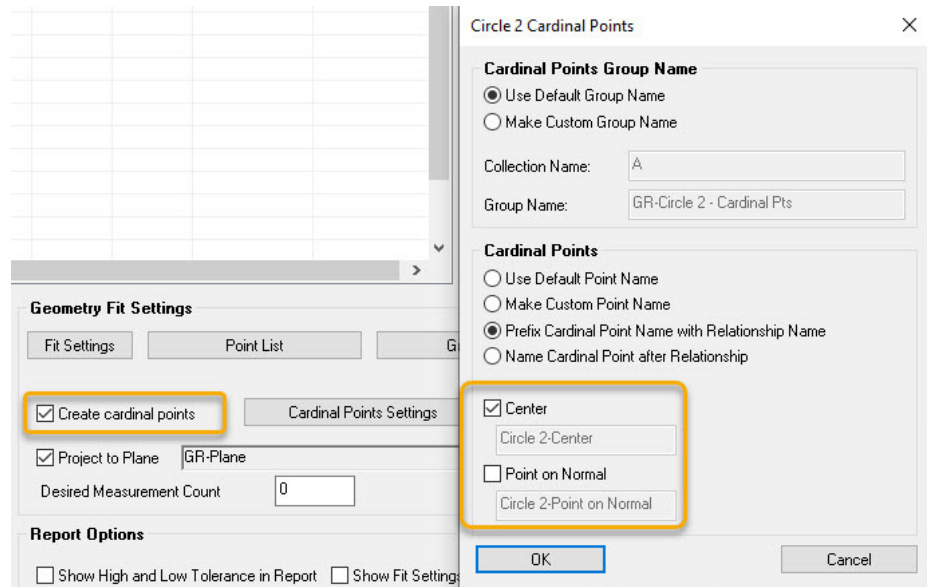 Geometry Fit Settings
Fit Settings
Point List
Create cardinal points
Cardinal Points Settings
Project to Plane
GR-Plane
Desired Measurement Count
0
Report Options
Show High and Low Tolerance in Report
Show Fit Settings
Circle 2 Cardinal Points
Cardinal Points Group Name
Use Default Group Name
Make Custom Group Name
Collection Name:
A
Group Name:
GR-Circle 2 - Cardinal Pts
Cardinal Points
Use Default Point Name
Make Custom Point Name
Prefix Cardinal Point Name with Relationship Name
Name Cardinal Point after Relationship
Center
Circle 2-Center
Point on Normal
Circle 2-Point on Normal
OK
Cancel